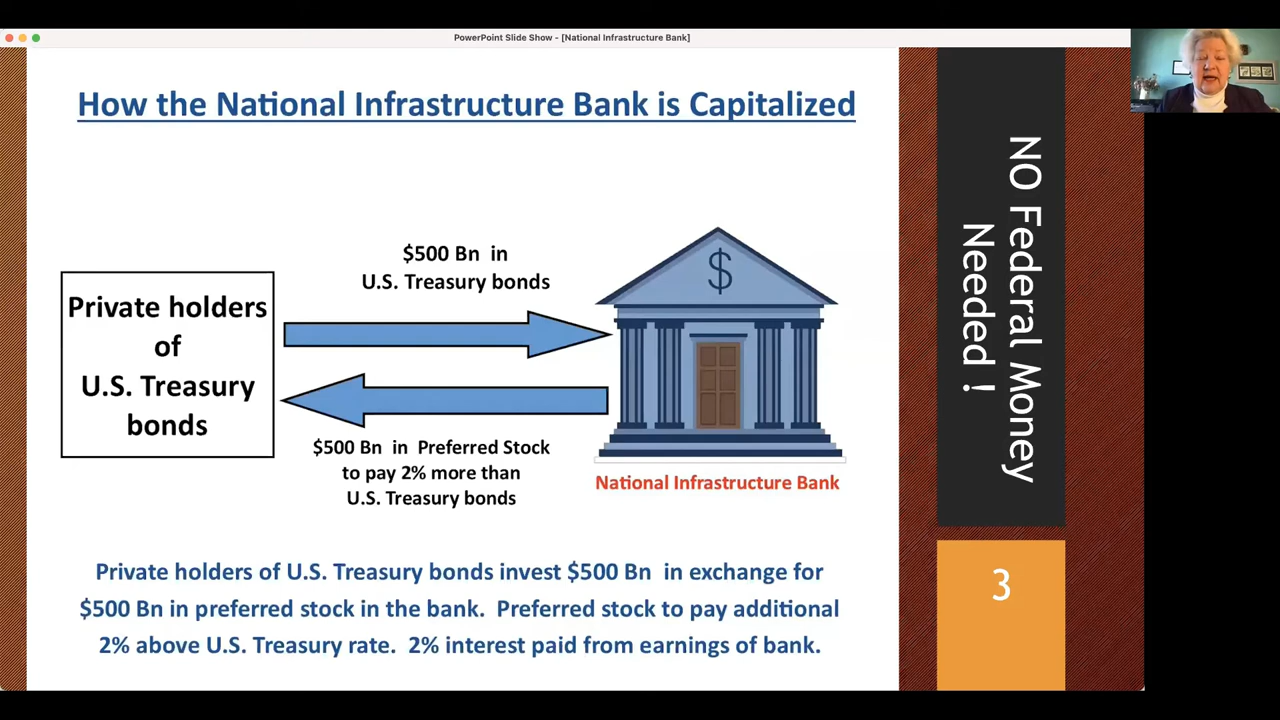 PowerPoint Slide Show - [National Infrastructure Bank]
How the National Infrastructure Bank is Capitalized
$500 Bn in
U.S. Treasury bonds
Private holders
of
U.S. Treasury
bonds
$
$500 Bn in Preferred Stock
to pay 2% more than
U.S. Treasury bonds
National Infrastructure Bank
Private holders of U.S. Treasury bonds invest $500 Bn in exchange for
$500 Bn in preferred stock in the bank. Preferred stock to pay additional
2% above U.S. Treasury rate. 2% interest paid from earnings of bank.
NO Federal Money
Needed !
3